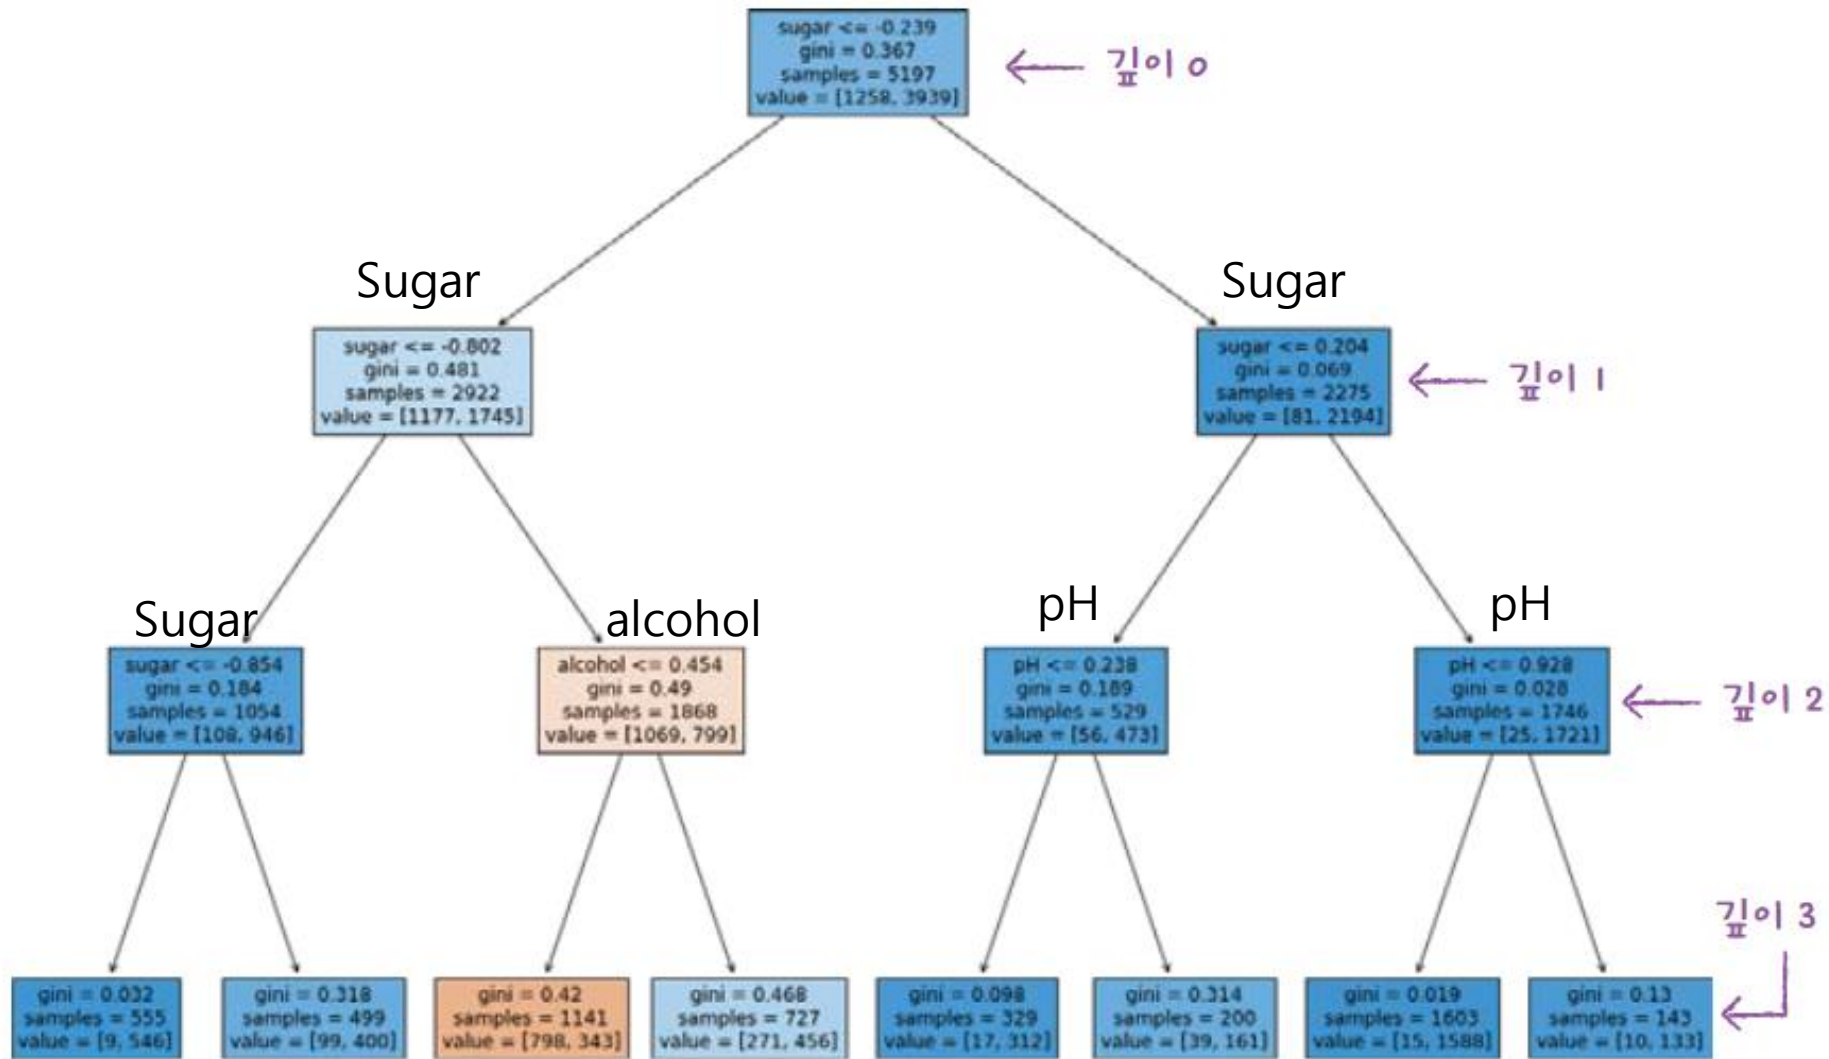 sugar <= -0.239
gini = 0.367
samples = 5197
value = [1258, 3939]
깊이 0
Sugar
sugar <= -0.802
gini = 0.481
samples = 2922
value = [1177, 1745]
Sugar
sugar <= 0.204
gini = 0.069
samples = 2275
value = [81, 2194]
깊이 1
Sugar
sugar <= -0.854
gini = 0.184
samples = 1054
value = [108, 946]
alcohol
alcohol <= 0.454
gini = 0.49
samples = 1868
value = [1069, 799]
pH
pH <= 0.238
gini = 0.189
samples = 529
value = [56, 473]
pH
pH <= 0.928
gini = 0.028
samples = 1746
value = [25, 1721]
깊이 2
깊이 3
gini = 0.032
samples = 555
value = [9, 546]
gini = 0.318
samples = 499
value = [99, 400]
gini = 0.42
samples = 1141
value = [798, 343]
gini = 0.468
samples = 727
value = [271, 456]
gini = 0.098
samples = 329
value = [17, 312]
gini = 0.314
samples = 200
value = [39, 161]
gini = 0.019
samples = 1603
value = [15, 1588]
gini = 0.13
samples = 143
value = [10, 133]